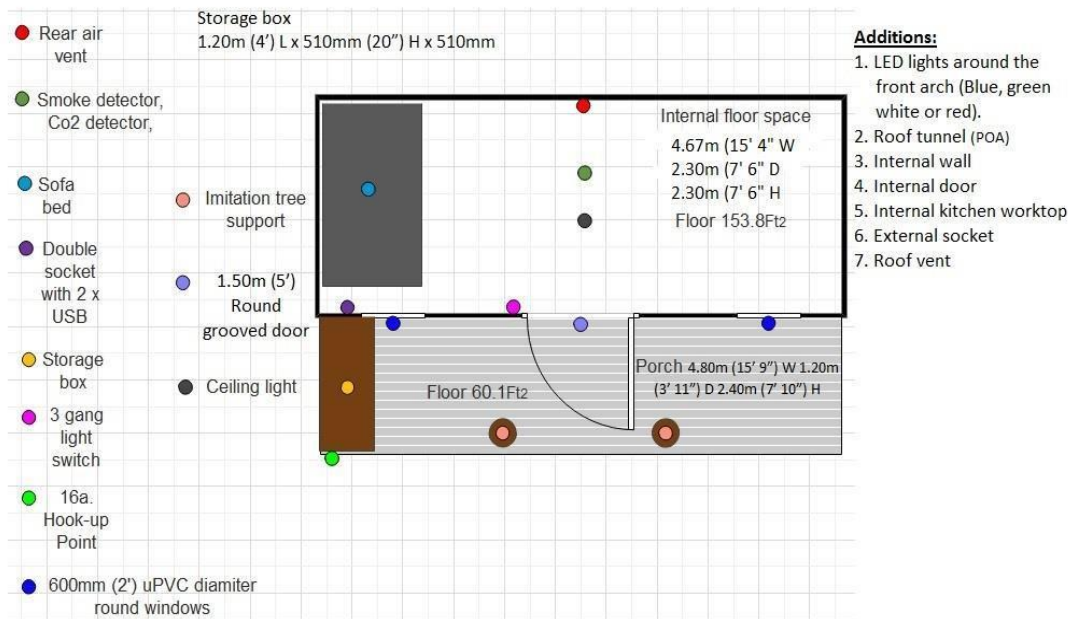 Storage box
1.20m (4’) L x 510mm (20”) H x 510mm
Rear air
vent
Smoke detector,
Co2 detector,
Sofa
bed
Double
socket
with 2 x
USB
Storage
box
3 gang
light
switch
16a.
Hook-up
Point
600mm (2') uPVC diamiter
round windows
Imitation tree
support
1.50m (5’)
Round
grooved door
Ceiling light
Internal floor space
4.67m (15' 4" W
2.30m (7' 6" D
2.30m (7' 6" H
Floor 153.8Ft2
Floor 60.1Ft2
Porch 4.80m (15’ 9”) W 1.20m
(3’ 11”) D 2.40m (7’ 10”) H
Additions:
1. LED lights around the
front arch (Blue, green
white or red).
2. Roof tunnel (POA)
3. Internal wall
4. Internal door
5. Internal kitchen worktop
6. External socket
7. Roof vent